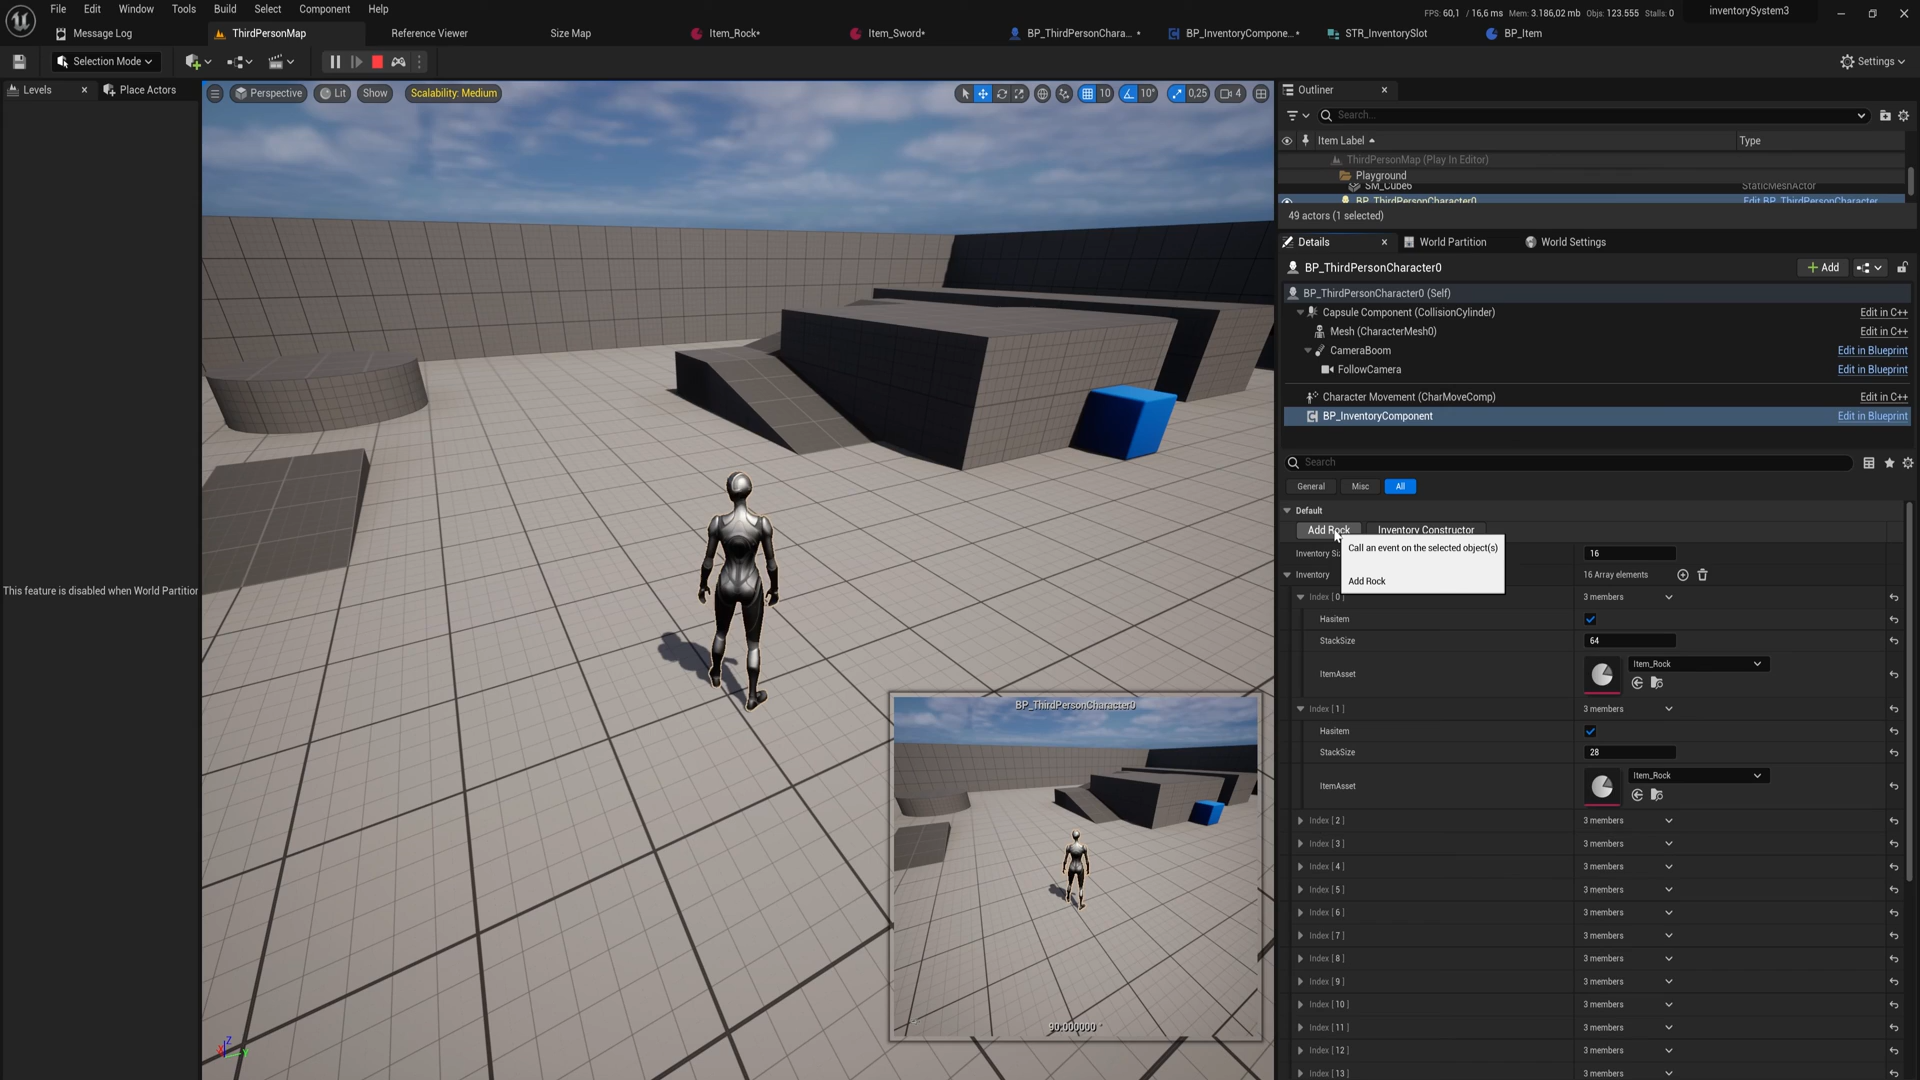 File Edit Window Tools Build Select Component Help
FPS: 60,1 / 16,6 ms Mem: 3.186,02 mb Objs: 123.555 Stalls: 0
inventorySystem3
Message Log
ThirdPersonMap
Reference Viewer
Size Map
Item_Rock*
Item_Sword*
BP_ThirdPersonChara... *
BP_InventoryCompone... *
STR_InventorySlot
BP_Item
Selection Mode
Settings
Levels
Place Actors
Perspective
Lit
Show
Scalability: Medium
10
10°
0,25
4
Outliner
Search...
Item Label
Type
ThirdPersonMap (Play In Editor)
Playground
SM_Cube6
StaticMeshActor
BP_ThirdPersonCharacter0
Edit BP_ThirdPersonCharacter
49 actors (1 selected)
Details
World Partition
World Settings
BP_ThirdPersonCharacter0
Add
BP_ThirdPersonCharacter0 (Self)
Capsule Component (CollisionCylinder)
Edit in C++
Mesh (CharacterMesh0)
Edit in C++
CameraBoom
Edit in Blueprint
FollowCamera
Edit in Blueprint
Character Movement (CharMoveComp)
Edit in C++
BP_InventoryComponent
Edit in Blueprint
Search
General
Misc
All
Default
Add Rock
Inventory Constructor
Call an event on the selected object(s)
Add Rock
16
Inventory
16 Array elements
Index [ 0
3 members
HasItem
StackSize
64
ItemAsset
Item_Rock
Index [ 1 ]
3 members
HasItem
StackSize
28
ItemAsset
Item_Rock
Index [ 2 ]
3 members
Index [ 3 ]
3 members
Index [ 4 ]
3 members
Index [ 5 ]
3 members
Index [ 6 ]
3 members
Index [ 7 ]
3 members
Index [ 8 ]
3 members
Index [ 9 ]
3 members
Index [ 10 ]
3 members
Index [ 11 ]
3 members
Index [ 12 ]
3 members
Index [ 13 ]
3 members
This feature is disabled when World Partition
BP_ThirdPersonCharacter0
90.000000 °
Z
X
Y